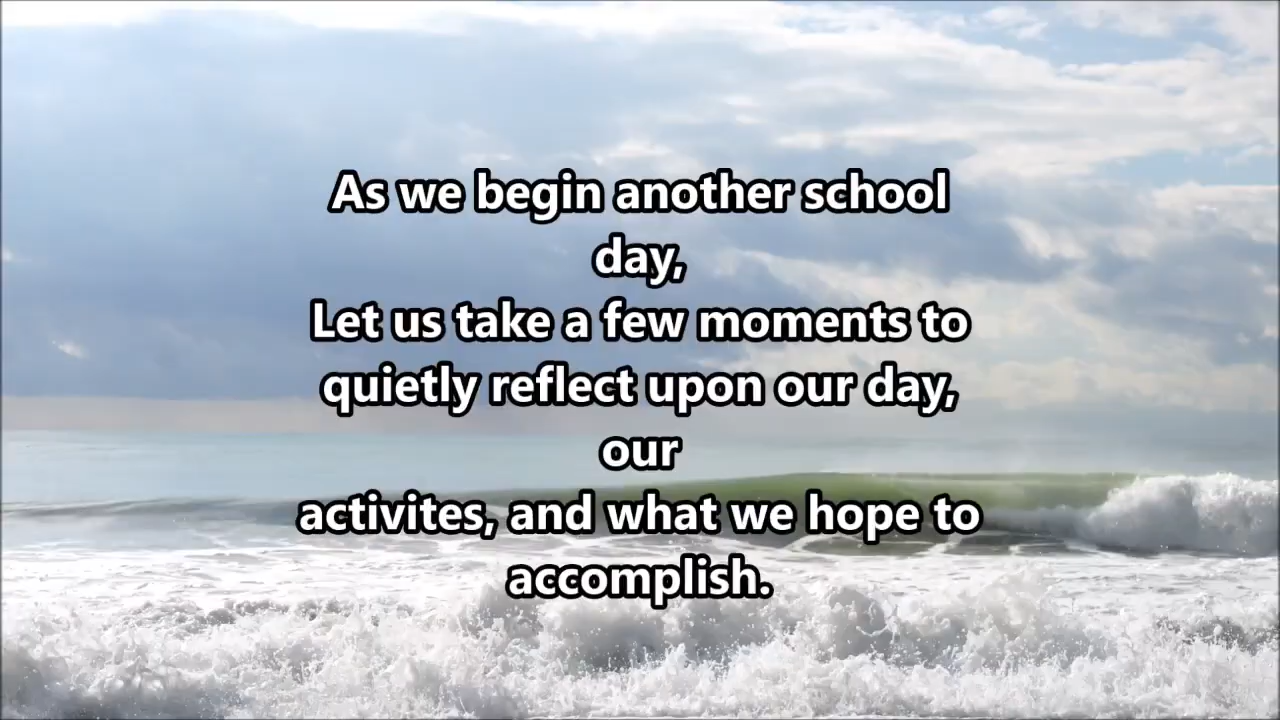 As we begin another school
day,
Let us take a few moments to
quietly reflect upon our day,
our
activites, and what we hope to
accomplish.